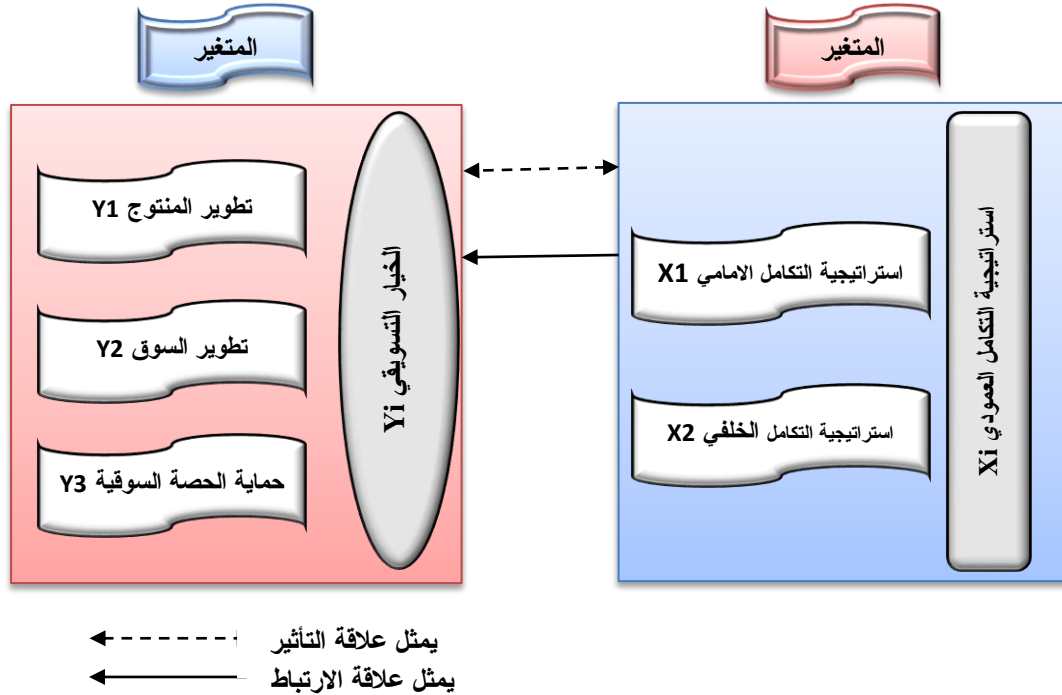 المتغير
المتغير
استراتيجية التكامل العمودي Xi
استراتيجية التكامل الامامي X1
استراتيجية التكامل الخلفي X2
الخيار التسويقي Yi
تطوير المنتوج Y1
تطوير السوق Y2
حماية الحصة السوقية Y3
يمثل علاقة التأثير
يمثل علاقة الارتباط